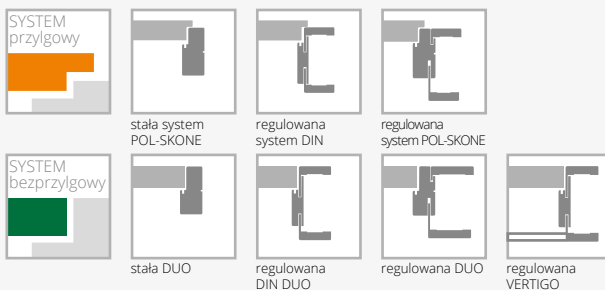 SYSTEM
przylgowy
stała system
POL-SKONE
regulowana
system DIN
regulowana
system POL-SKONE
SYSTEM
bezprzylgowy
stała DUO
regulowana
DIN DUO
regulowana DUO
regulowana
VERTIGO